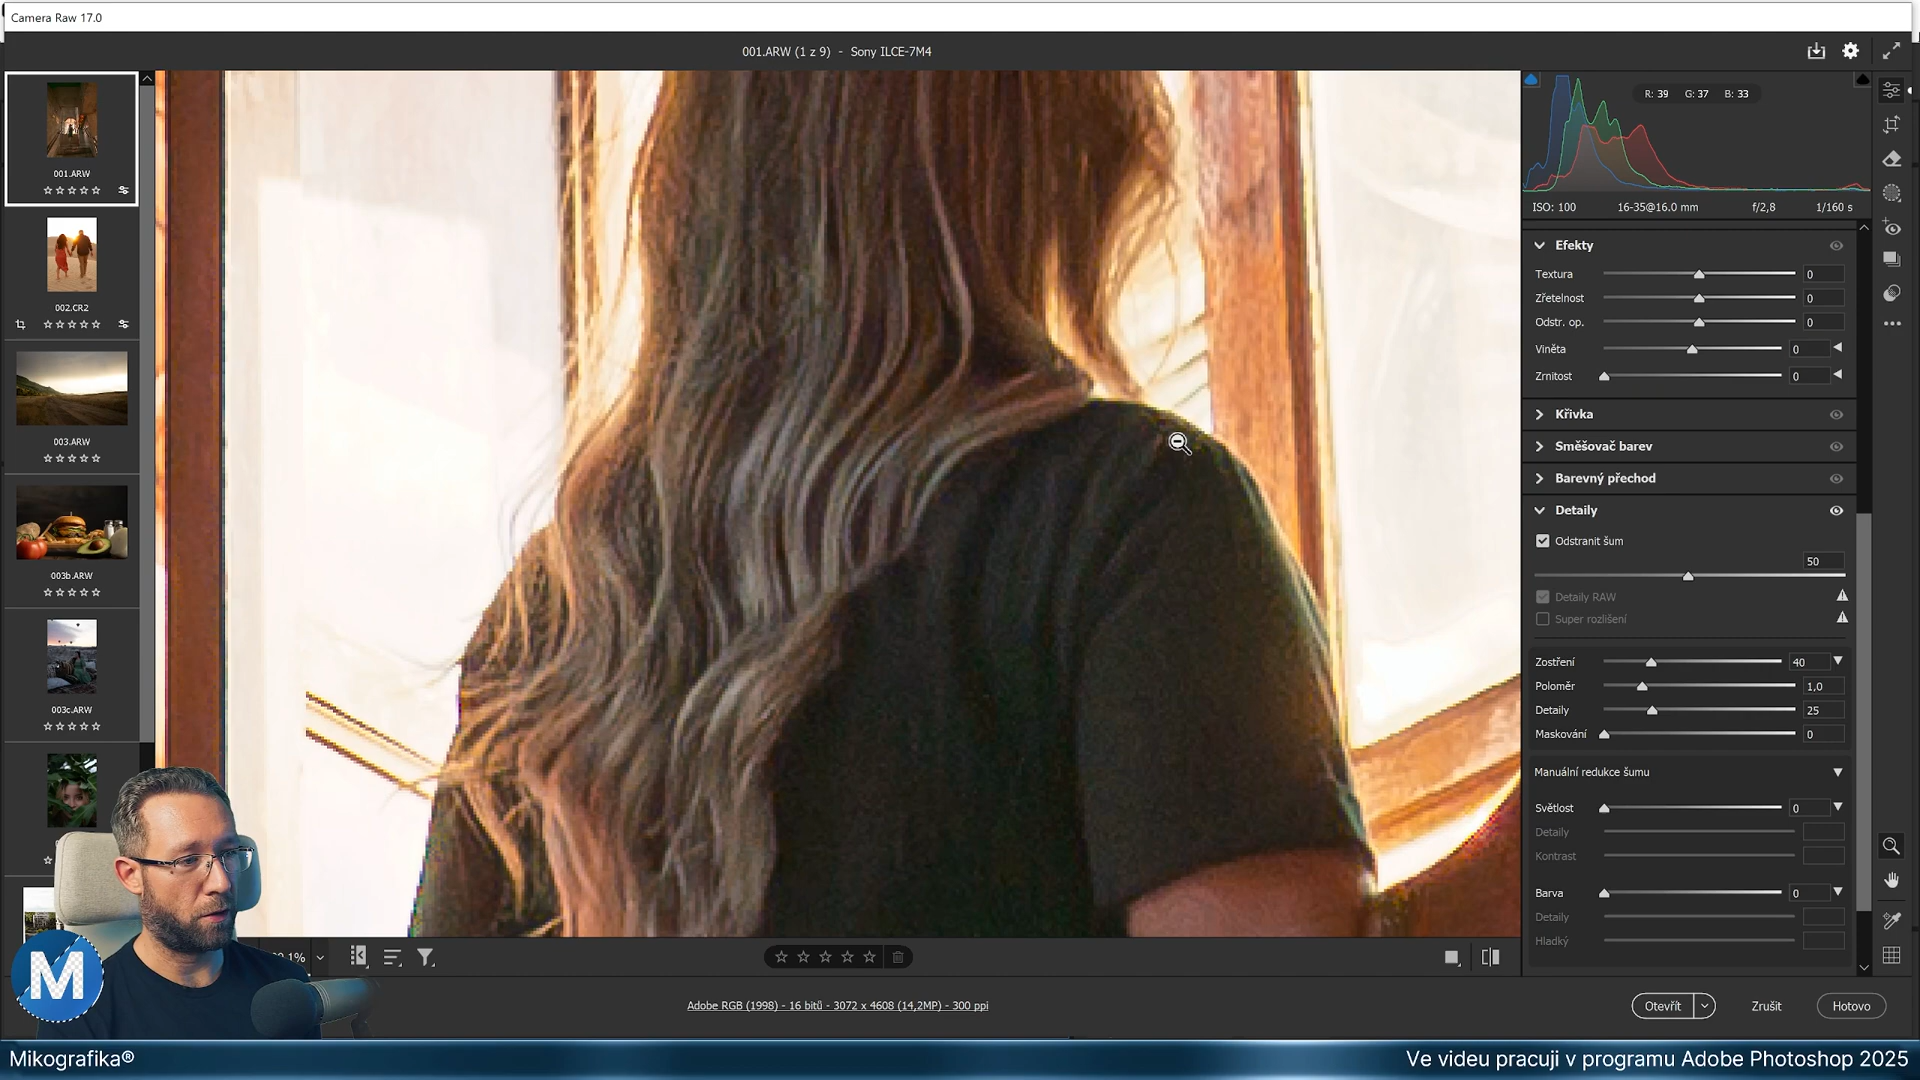 Camera Raw 17.0
001.ARW (1 z 9) - Sony ILCE-7M4
001.ARW
002.CR2
003.ARW
003b.ARW
003c.ARW
R: 39 G: 37 B: 33
ISO: 100 16-35@16.0 mm f/2,8 1/160 s
Efekty
Textura 0
Zřetelnost 0
Odstr. op. 0
Viněta 0
Zrnitost 0
Křivka
Směšovač barev
Barevný přechod
Detaily
Odstranit šum
50
Detaily RAW
Super rozlišení
Zostření 40
Poloměr 1,0
Detaily 25
Maskování 0
Manuální redukce šumu
Světlost 0
Detaily
Kontrast
Barva 0
Detaily
Hladký
Adobe RGB (1998) - 16 bitů - 3072 x 4608 (14,2MP) - 300 ppi
Otevřít Zrušit Hotovo
M
Mikografika® Ve videu pracuji v programu Adobe Photoshop 2025